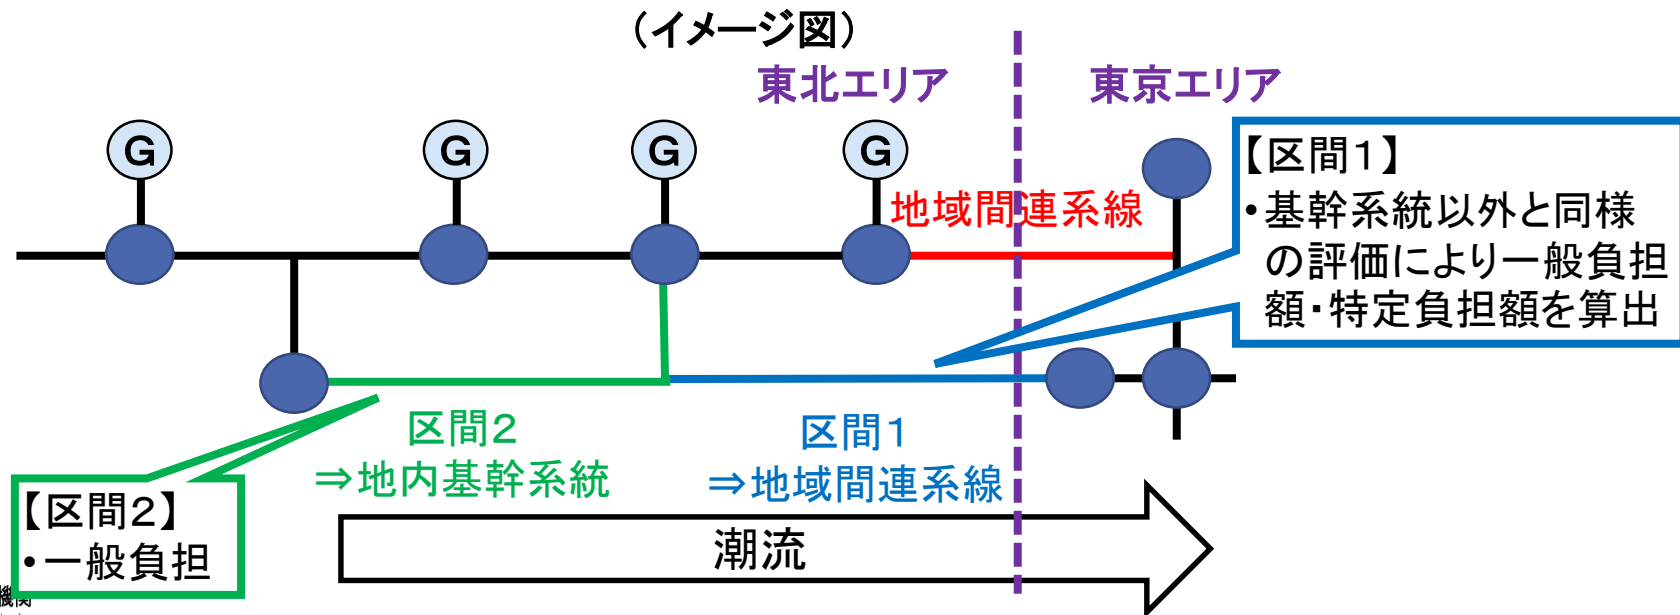 （イメージ図）
東北エリア
東京エリア
G
G
G
G
地域間連系線
【区間１】
・基幹系統以外と同様
の評価により一般負担
額・特定負担額を算出
区間２
⇒地内基幹系統
区間１
⇒地域間連系線
【区間２】
・一般負担
潮流
機関